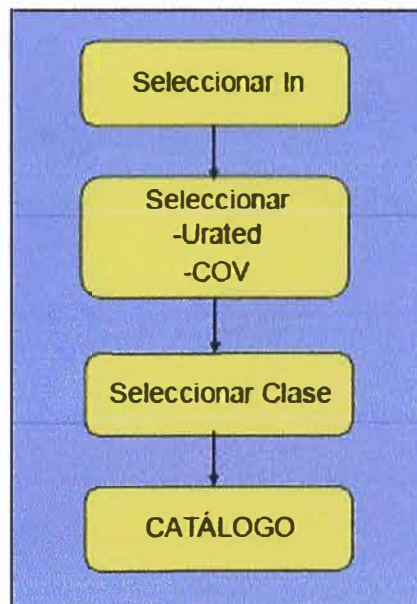 Seleccionar In
Seleccionar
-Urated
-COV
Seleccionar Clase
CATÁLOGO